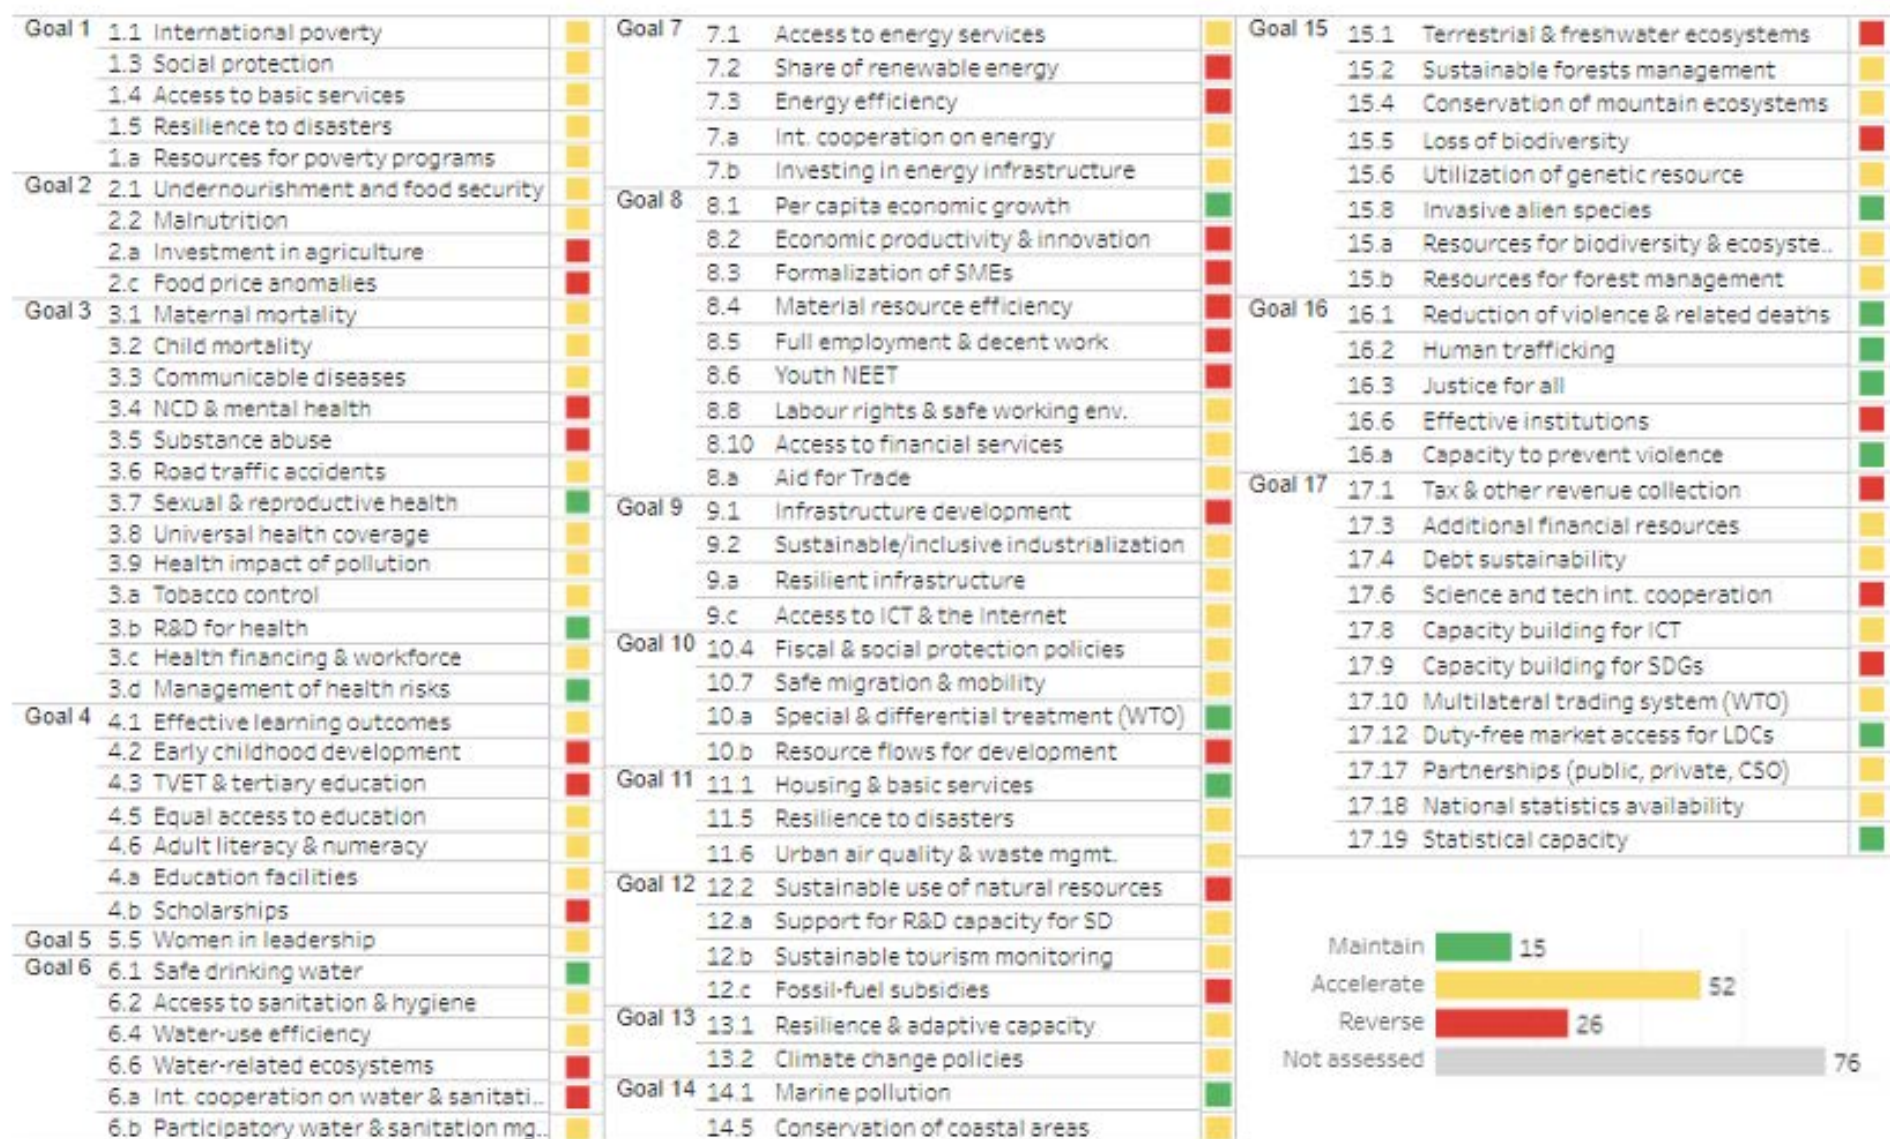 Goal 1 1.1 International poverty
1.3 Social protection
1.4 Access to basic services
1.5 Resilience to disasters
1.a Resources for poverty programs
Goal 2 2.1 Undernourishment and food security
2.2 Malnutrition
2.a Investment in agriculture
2.c Food price anomalies
Goal 3 3.1 Maternal mortality
3.2 Child mortality
3.3 Communicable diseases
3.4 NCD & mental health
3.5 Substance abuse
3.6 Road traffic accidents
3.7 Sexual & reproductive health
3.8 Universal health coverage
3.9 Health impact of pollution
3.a Tobacco control
3.b R&D for health
3.c Health financing & workforce
3.d Management of health risks
Goal 4 4.1 Effective learning outcomes
4.2 Early childhood development
4.3 TVET & tertiary education
4.5 Equal access to education
4.6 Adult literacy & numeracy
4.a Education facilities
4.b Scholarships
Goal 5 5.5 Women in leadership
Goal 6 6.1 Safe drinking water
6.2 Access to sanitation & hygiene
6.4 Water-use efficiency
6.6 Water-related ecosystems
6.a Int. cooperation on water & sanitati..
6.b Participatory water & sanitation mg..
Goal 7 7.1 Access to energy services
7.2 Share of renewable energy
7.3 Energy efficiency
7.a Int. cooperation on energy
7.b Investing in energy infrastructure
Goal 8 8.1 Per capita economic growth
8.2 Economic productivity & innovation
8.3 Formalization of SMEs
8.4 Material resource efficiency
8.5 Full employment & decent work
8.6 Youth NEET
8.8 Labour rights & safe working env.
8.10 Access to financial services
8.a Aid for Trade
Goal 9 9.1 Infrastructure development
9.2 Sustainable/inclusive industrialization
9.a Resilient infrastructure
9.c Access to ICT & the Internet
Goal 10 10.4 Fiscal & social protection policies
10.7 Safe migration & mobility
10.a Special & differential treatment (WTO)
10.b Resource flows for development
Goal 11 11.1 Housing & basic services
11.5 Resilience to disasters
11.6 Urban air quality & waste mgmt.
Goal 12 12.2 Sustainable use of natural resources
12.a Support for R&D capacity for SD
12.b Sustainable tourism monitoring
12.c Fossil-fuel subsidies
Goal 13 13.1 Resilience & adaptive capacity
13.2 Climate change policies
Goal 14 14.1 Marine pollution
14.5 Conservation of coastal areas
Goal 15 15.1 Terrestrial & freshwater ecosystems
15.2 Sustainable forests management
15.4 Conservation of mountain ecosystems
15.5 Loss of biodiversity
15.6 Utilization of genetic resource
15.8 Invasive alien species
15.a Resources for biodiversity & ecosyste..
15.b Resources for forest management
Goal 16 16.1 Reduction of violence & related deaths
16.2 Human trafficking
16.3 Justice for all
16.6 Effective institutions
16.a Capacity to prevent violence
Goal 17 17.1 Tax & other revenue collection
17.3 Additional financial resources
17.4 Debt sustainability
17.6 Science and tech int. cooperation
17.8 Capacity building for ICT
17.9 Capacity building for SDGs
17.10 Multilateral trading system (WTO)
17.12 Duty-free market access for LDCs
17.17 Partnerships (public, private, CSO)
17.18 National statistics availability
17.19 Statistical capacity
Maintain 15
Accelerate 52
Reverse 26
Not assessed 76